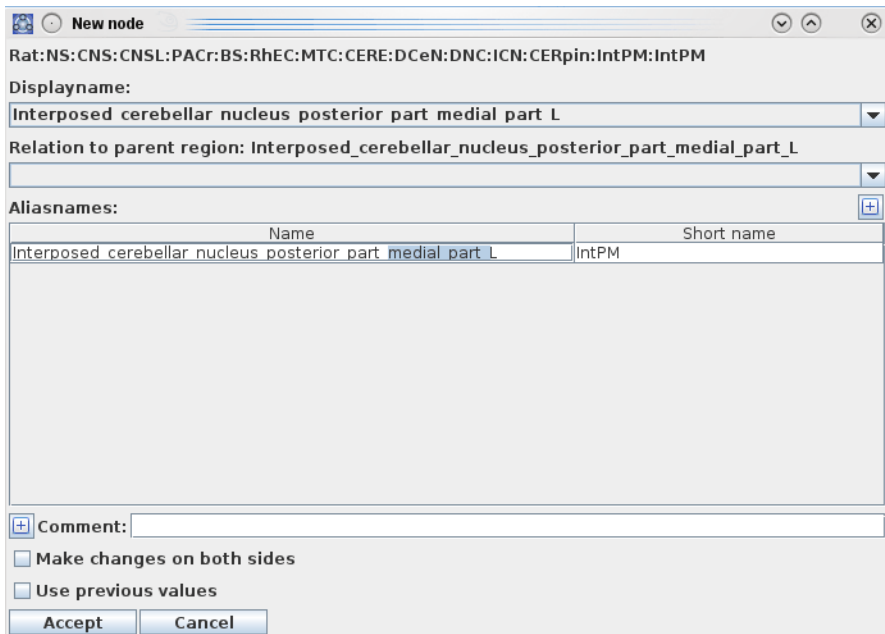 New node
Rat:NS:CNS:CNSL:PACr:BS:RhEC:MTC:CERE:DCeN:DNC:ICN:CERpin:IntPM:IntPM
Displayname:
Interposed cerebellar nucleus posterior part medial part L
Relation to parent region: Interposed_cerebellar_nucleus_posterior_part_medial_part_L
Aliasnames:
Name Short name
Interposed cerebellar nucleus posterior part medial part L IntPM
Comment:
Make changes on both sides
Use previous values
Accept Cancel